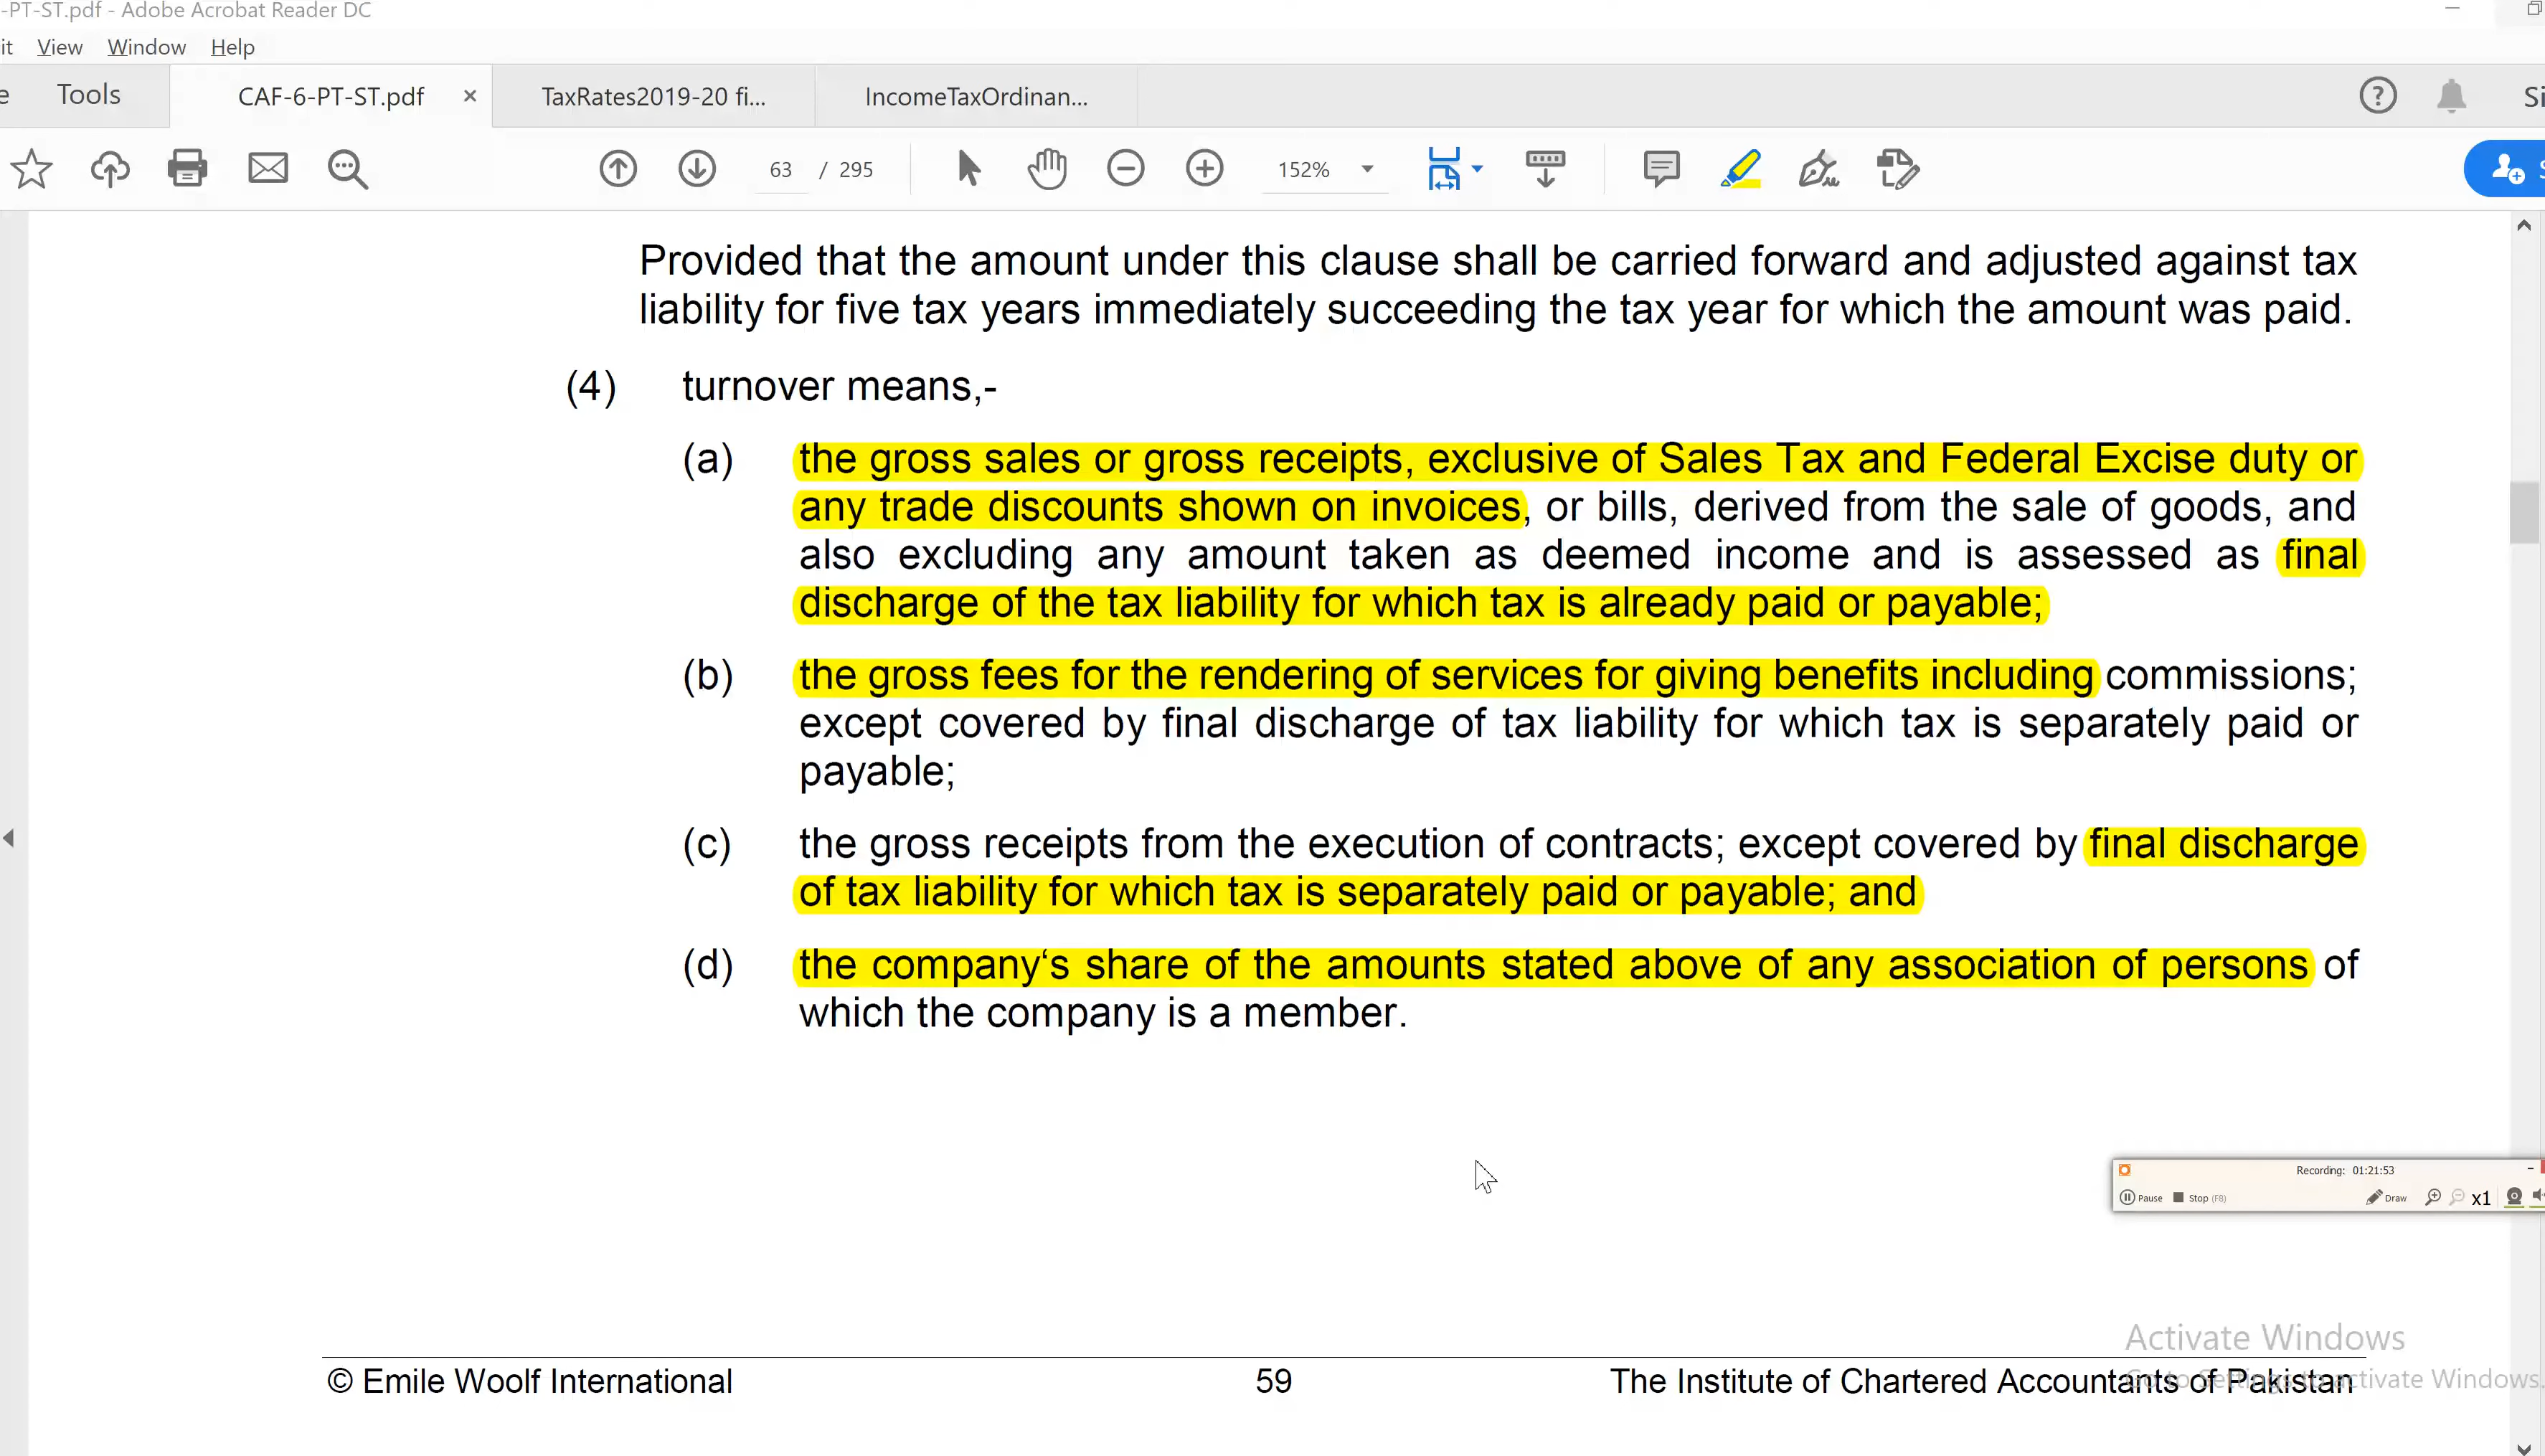 -PT-ST.pdf - Adobe Acrobat Reader DC
it View Window Help
e Tools CAF-6-PT-ST.pdf × TaxRates2019-20 fi... IncomeTaxOrdinan... ? Si
63 / 295 152%
Provided that the amount under this clause shall be carried forward and adjusted against tax
liability for five tax years immediately succeeding the tax year for which the amount was paid.
(4) turnover means,-
(a) the gross sales or gross receipts, exclusive of Sales Tax and Federal Excise duty or
any trade discounts shown on invoices, or bills, derived from the sale of goods, and
also excluding any amount taken as deemed income and is assessed as final
discharge of the tax liability for which tax is already paid or payable;
(b) the gross fees for the rendering of services for giving benefits including commissions;
except covered by final discharge of tax liability for which tax is separately paid or
payable;
(c) the gross receipts from the execution of contracts; except covered by final discharge
of tax liability for which tax is separately paid or payable; and
(d) the company‘s share of the amounts stated above of any association of persons of
which the company is a member.
Recording: 01:21:53
Pause Stop (F8) Draw x1
Activate Windows
Go to Settings to activate Windows.
© Emile Woolf International 59 The Institute of Chartered Accountants of Pakistan